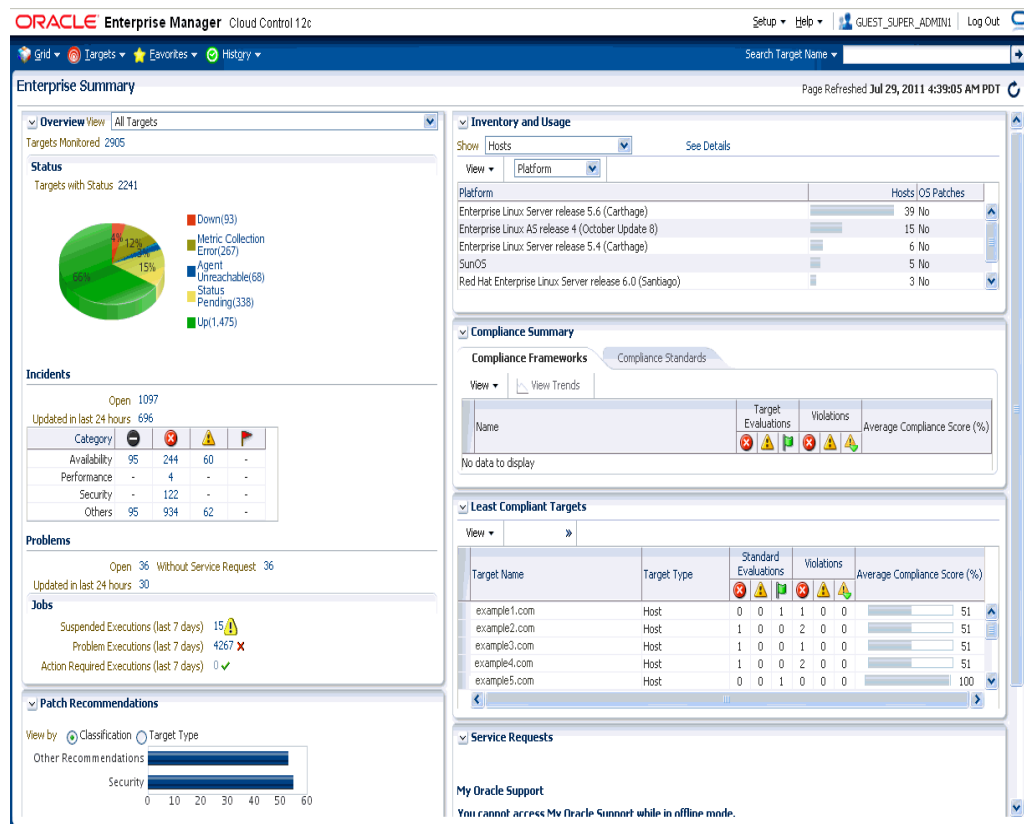 ORACLE Enterprise Manager Cloud Control 12c
Setup Help GUEST_SUPER_ADMIN1 Log Out
Grid Targets Favorites History
Search Target Name
Enterprise Summary
Page Refreshed Jul 29, 2011 4:39:05 AM PDT
Overview View All Targets
Targets Monitored 2905
Status
Targets with Status 2241
4%
12%
3%
15%
66%
Down(93)
Metric Collection
Error(267)
Agent
Unreachable(68)
Status
Pending(338)
Up(1,475)
Incidents
Open 1097
Updated in last 24 hours 696
Category
Availability 95 244 60 -
Performance - 4 - -
Security - 122 - -
Others 95 934 62 -
Problems
Open 36 Without Service Request 36
Updated in last 24 hours 30
Jobs
Suspended Executions (last 7 days) 15
Problem Executions (last 7 days) 4267
Action Required Executions (last 7 days) 0
Patch Recommendations
View by Classification Target Type
Other Recommendations
Security
0 10 20 30 40 50 60
Inventory and Usage
Show Hosts See Details
View Platform
Platform Hosts OS Patches
Enterprise Linux Server release 5.6 (Carthage) 39 No
Enterprise Linux AS release 4 (October Update 8) 15 No
Enterprise Linux Server release 5.4 (Carthage) 6 No
SunOS 5 No
Red Hat Enterprise Linux Server release 6.0 (Santiago) 3 No
Compliance Summary
Compliance Frameworks Compliance Standards
View View Trends
Name
Target
Evaluations
Violations
Average Compliance Score (%)
No data to display
Least Compliant Targets
View »
Target Name
Target Type
Standard
Evaluations
Violations
Average Compliance Score (%)
example1.com Host 0 0 1 1 0 0 51
example2.com Host 1 0 0 2 0 0 51
example3.com Host 1 0 0 1 0 0 51
example4.com Host 1 0 0 2 0 0 51
example5.com Host 0 0 1 0 0 0 100
Service Requests
My Oracle Support
You cannot access My Oracle Support while in offline mode.